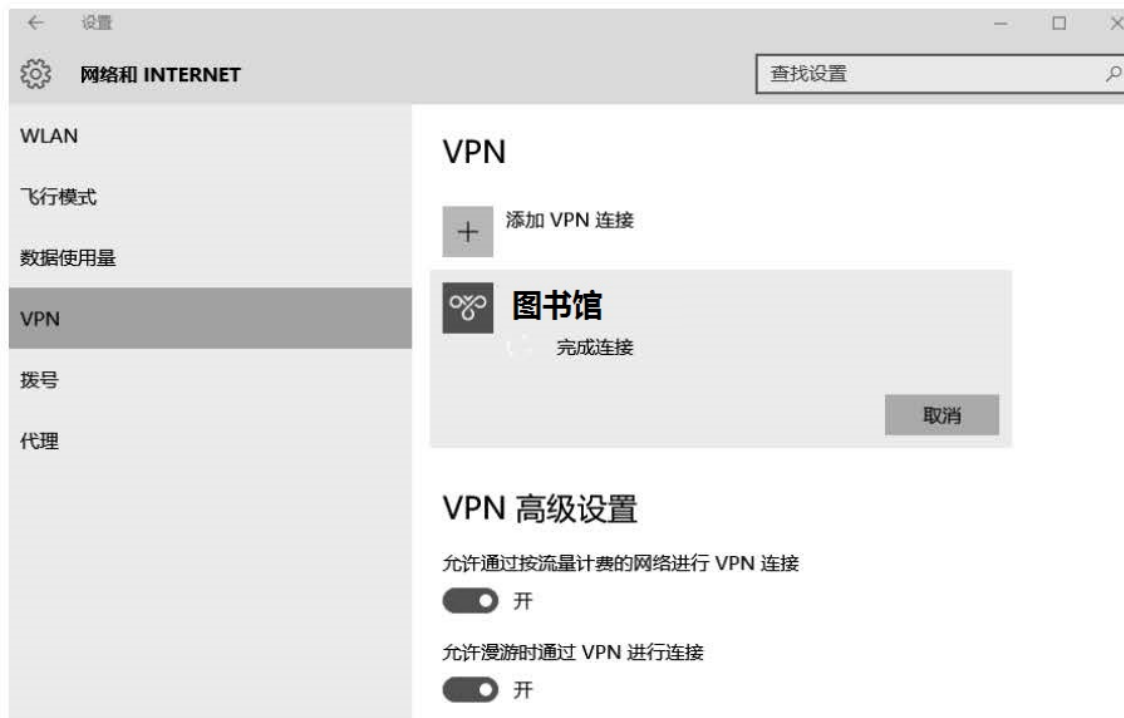 设置
网络和 INTERNET
查找设置
WLAN
飞行模式
数据使用量
VPN
拨号
代理
VPN
添加 VPN 连接
图书馆
完成连接
取消
VPN 高级设置
允许通过按流量计费的网络进行 VPN 连接
开
允许漫游时通过 VPN 进行连接
开